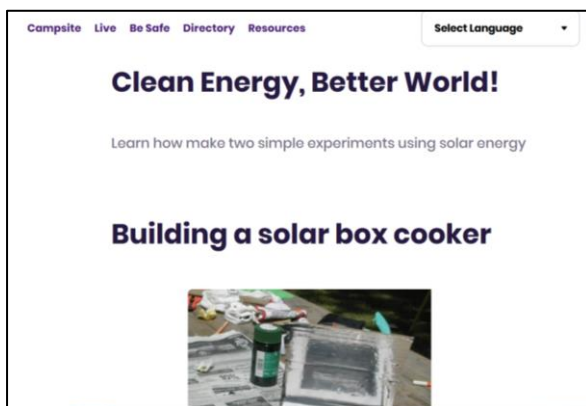 Campsite Live Be Safe Directory Resources Select Language
Clean Energy, Better World!
Learn how make two simple experiments using solar energy
Building a solar box cooker